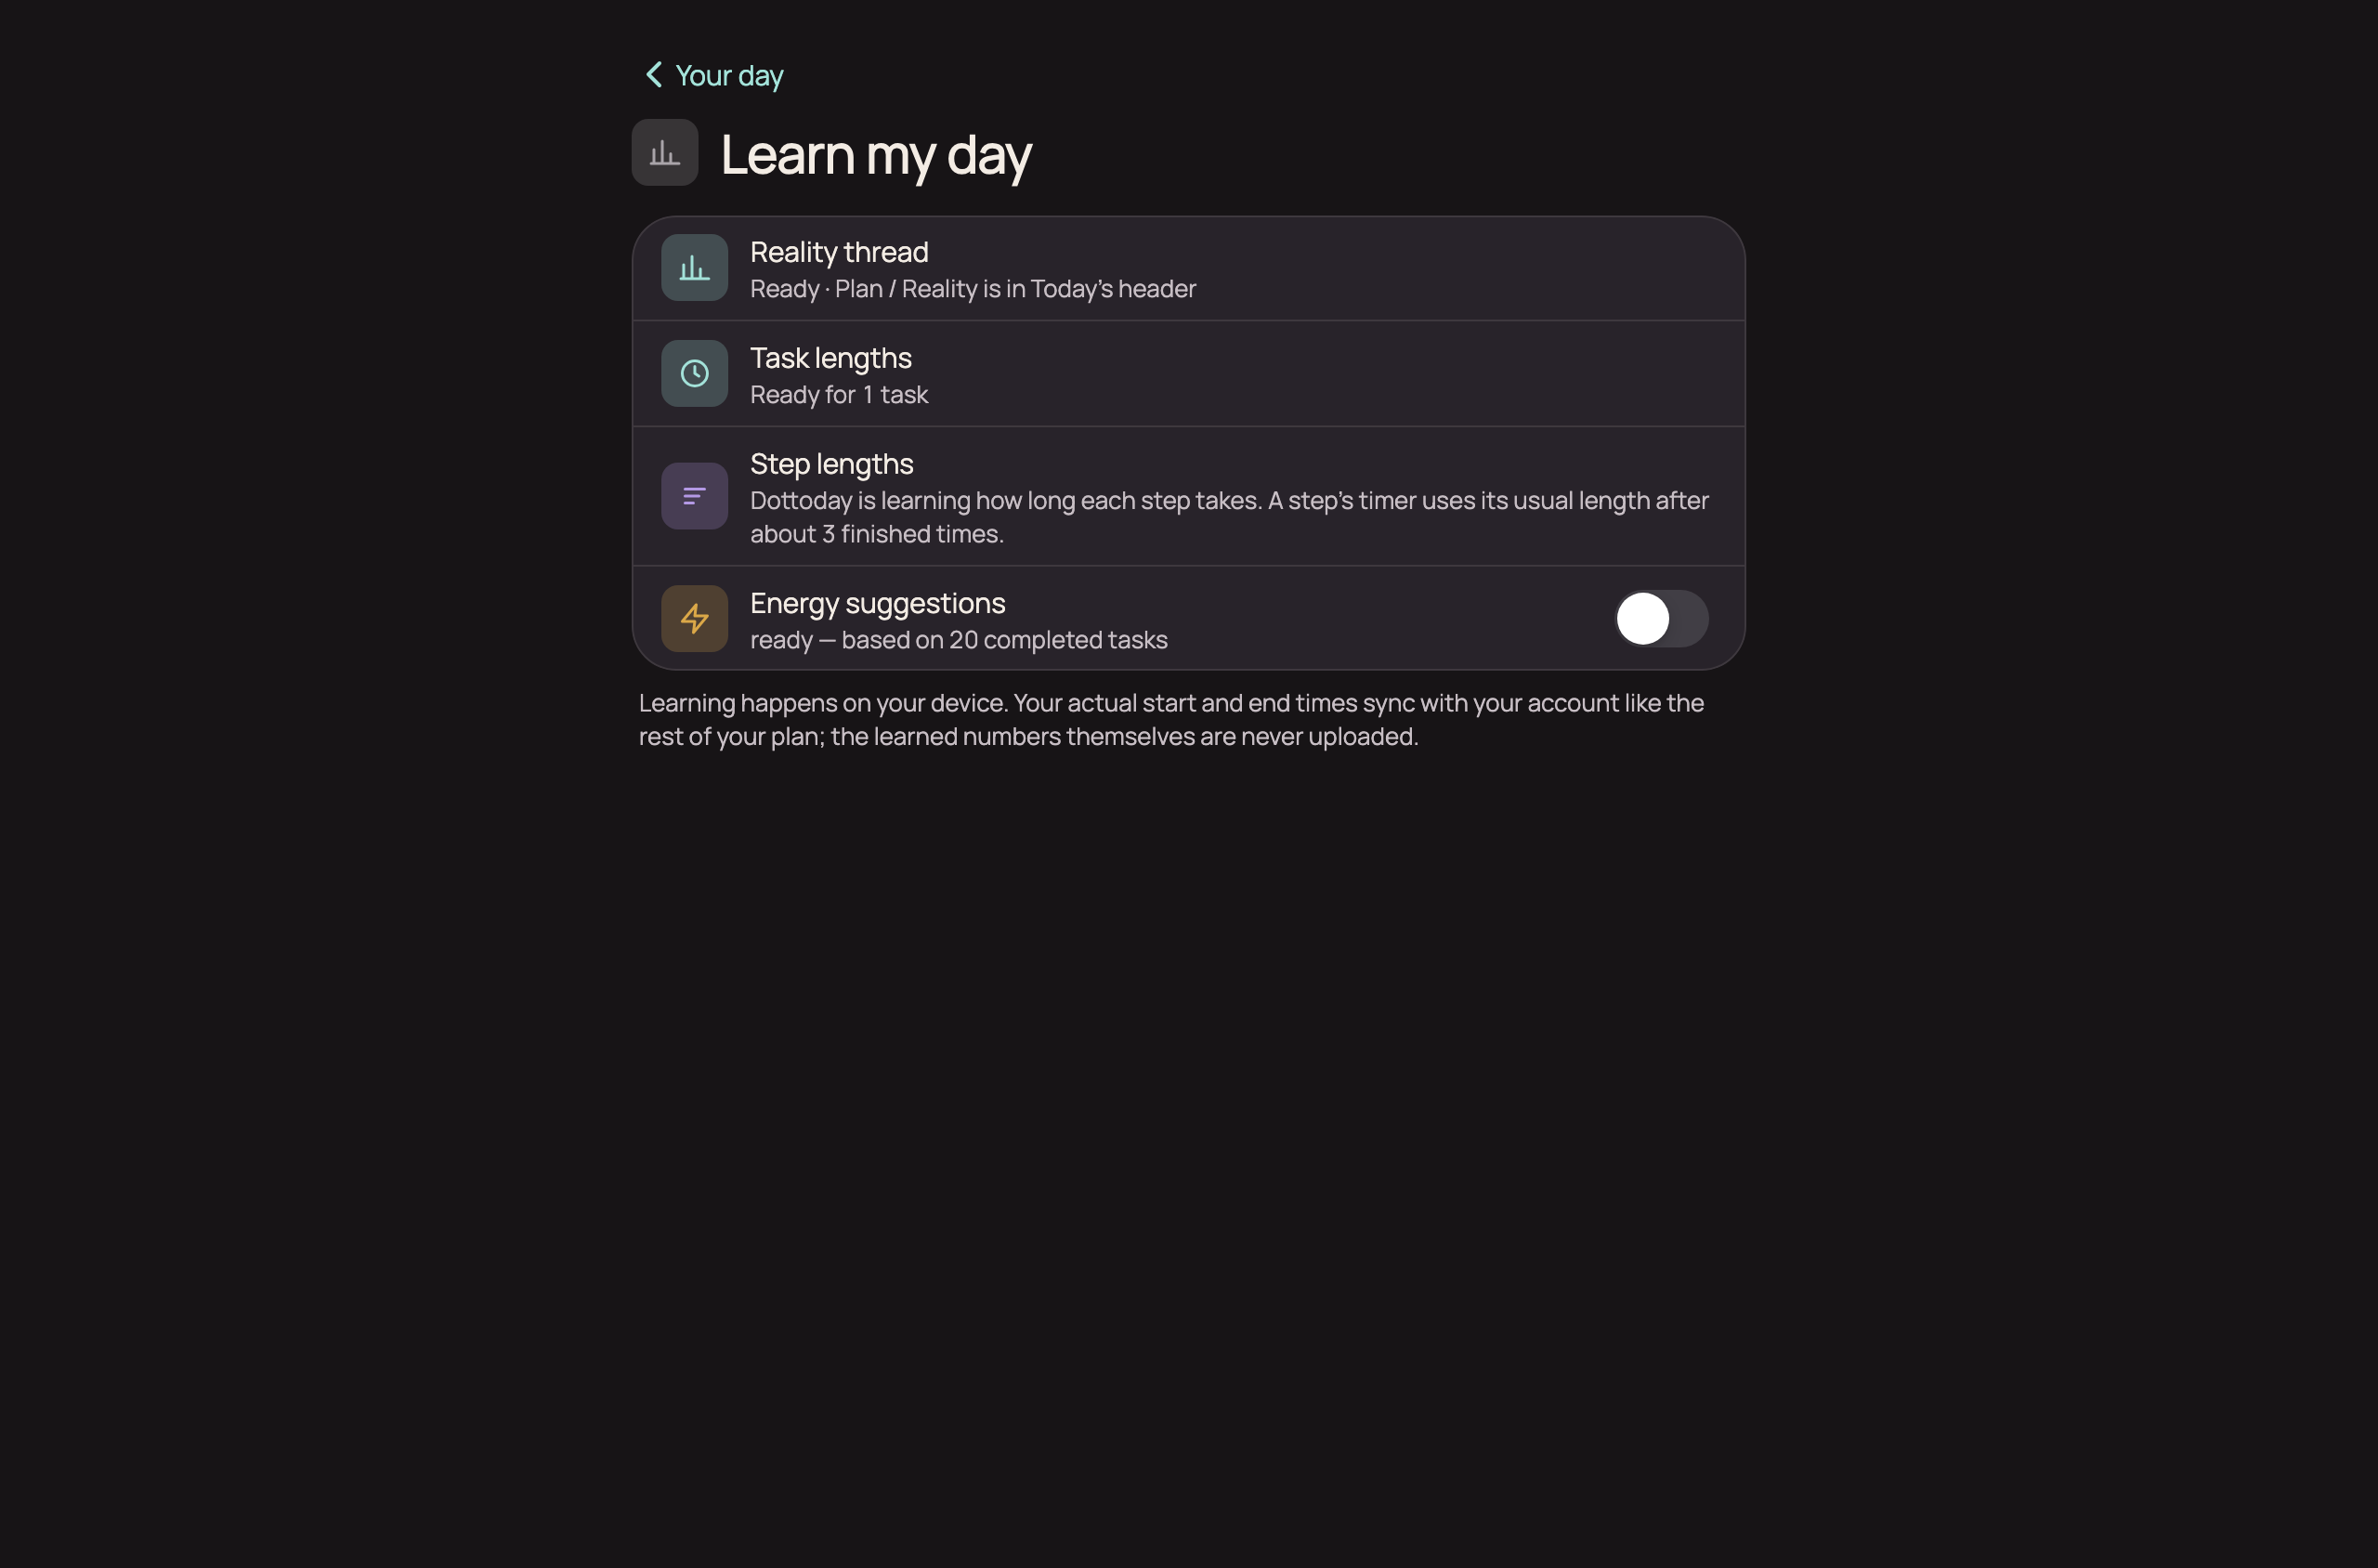 Your day
Learn my day
Reality thread
Ready · Plan / Reality is in Today’s header
Task lengths
Ready for 1 task
Step lengths
Dottoday is learning how long each step takes. A step’s timer uses its usual length after
about 3 finished times.
Energy suggestions
ready — based on 20 completed tasks
Learning happens on your device. Your actual start and end times sync with your account like the
rest of your plan; the learned numbers themselves are never uploaded.